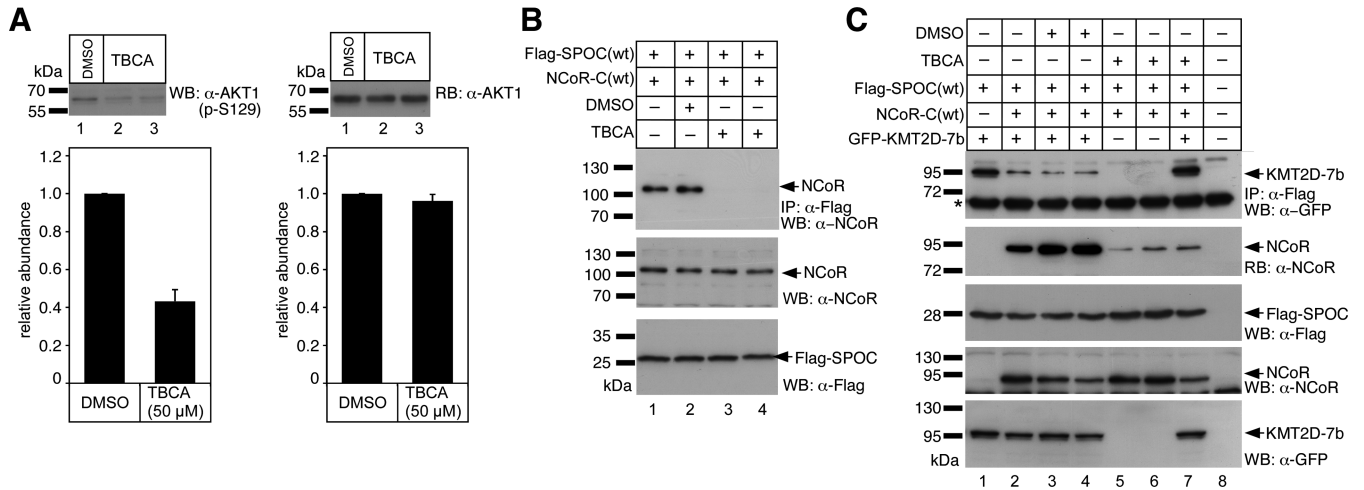 A
DMSO
TBCA
kDa
70
55
WB: α-AKT1
(p-S129)
1 2 3
DMSO
TBCA
kDa
70
55
RB: α-AKT1
1 2 3
relative abundance
1.2
1.0
0.8
0.6
0.4
0.2
0
DMSO
TBCA
(50 µM)
relative abundance
1.2
1.0
0.8
0.6
0.4
0.2
0
DMSO
TBCA
(50 µM)
B
Flag-SPOC(wt) + + + +
NCoR-C(wt) + + + +
DMSO – + – –
TBCA – – + +
130
100
70
NCoR
IP: α-Flag
WB: α–NCoR
130
100
70
NCoR
WB: α-NCoR
35
25
kDa
Flag-SPOC
WB: α-Flag
1 2 3 4
C
DMSO – – + + – – – –
TBCA – – – – + + + –
Flag-SPOC(wt) + + + + + + + –
NCoR-C(wt) – + + + + + + –
GFP-KMT2D-7b + + + + – – + –
95
72
*
KMT2D-7b
IP: α-Flag
WB: α–GFP
95
72
NCoR
RB: α-NCoR
28
Flag-SPOC
WB: α-Flag
130
95
NCoR
WB: α-NCoR
130
95
kDa
KMT2D-7b
WB: α-GFP
1 2 3 4 5 6 7 8